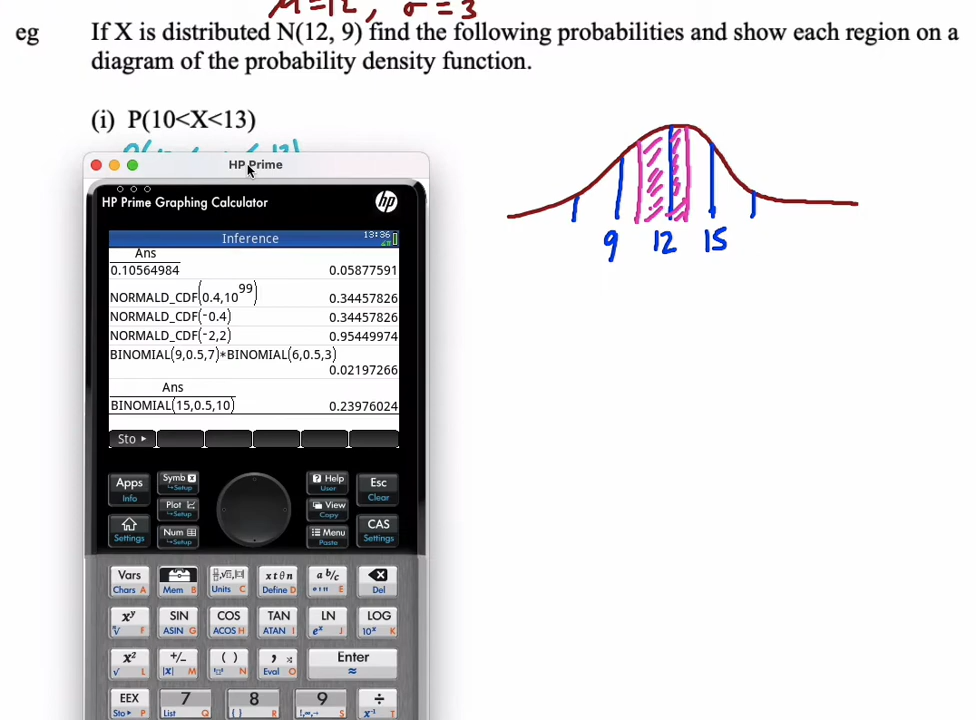 μ=12, σ=3
eg If X is distributed N(12, 9) find the following probabilities and show each region on a
diagram of the probability density function.
(i) P(10<X<13)
9 12 15
HP Prime
HP Prime Graphing Calculator hp
Inference 13:36
Ans
0.10564984 0.05877591
NORMALD_CDF(0.4,10^99) 0.34457826
NORMALD_CDF(-0.4) 0.34457826
NORMALD_CDF(-2,2) 0.95449974
BINOMIAL(9,0.5,7)*BINOMIAL(6,0.5,3)
0.02197266
Ans
BINOMIAL(15,0.5,10) 0.23976024
Sto ▸
Apps Symb Help Esc
Info Setup User Clear
Plot View
Setup Copy
Settings Num Menu CAS
Setup Paste Settings
Vars x t θ n a b/c
Chars A Mem B Units C Define D E Del
x^y SIN COS TAN LN LOG
F ASIN G ACOS H ATAN I e^x J 10^x K
x² +/- ( ) , Enter
√ L |x| M N Eval O ≈
EEX 7 8 9 ÷
Sto▸ P List Q { } R !,∞,→ S x⁻¹ T